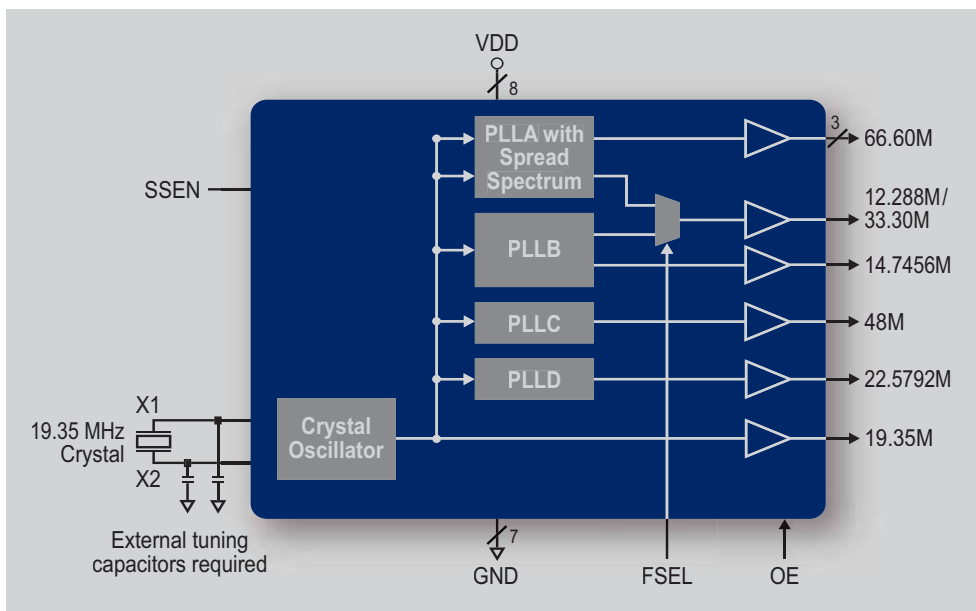 VDD
8
PLLA with
Spread
Spectrum
3
66.60M
SSEN
12.288M/
33.30M
PLLB
14.7456M
PLLC
48M
PLLD
22.5792M
X1
19.35 MHz
Crystal
X2
Crystal
Oscillator
19.35M
External tuning
capacitors required
7
GND
FSEL
OE